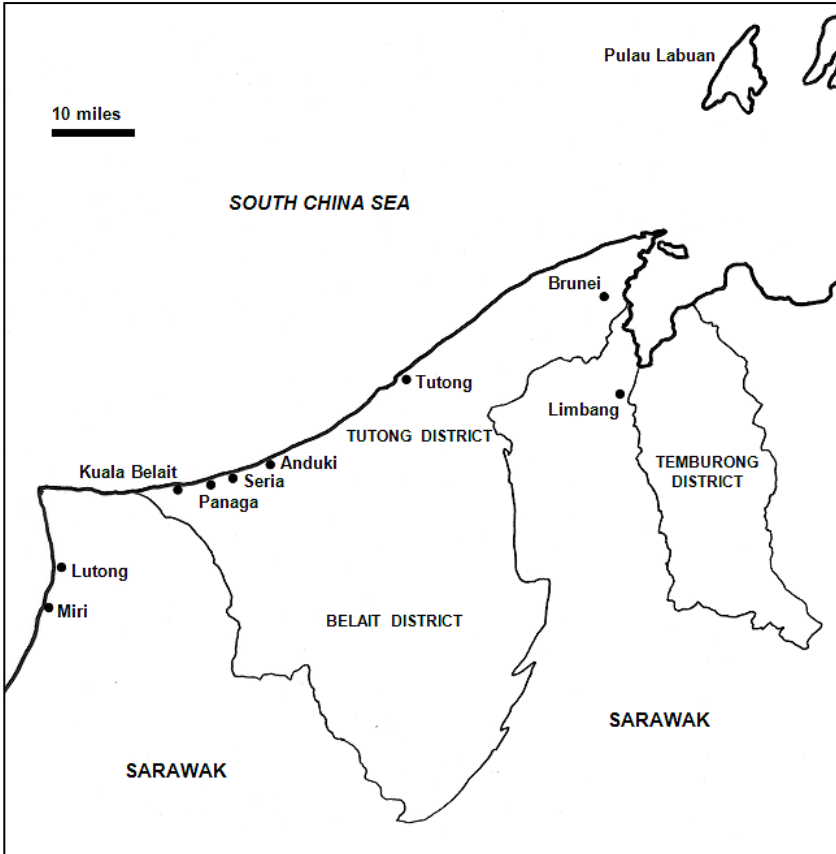 Pulau Labuan
10 miles
SOUTH CHINA SEA
Brunei
Tutong
Limbang
TUTONG DISTRICT
Anduki
Kuala Belait
Seria
TEMBURONG
DISTRICT
Panaga
Lutong
Miri
BELAIT DISTRICT
SARAWAK
SARAWAK